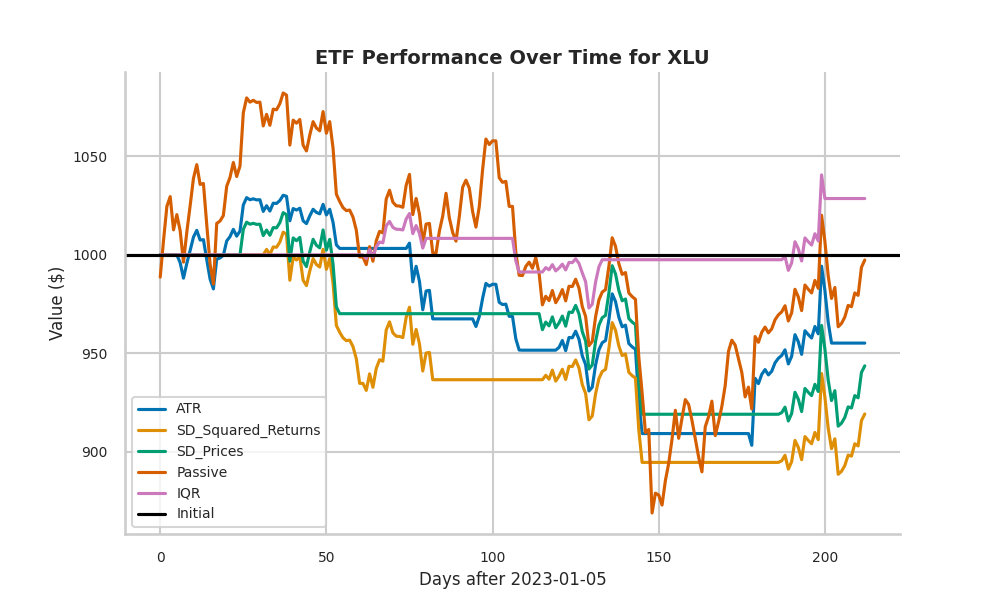 ETF Performance Over Time for XLU
Value ($)
1050
1000
950
900
ATR
SD_Squared_Returns
SD_Prices
Passive
IQR
Initial
0 50 100 150 200
Days after 2023-01-05